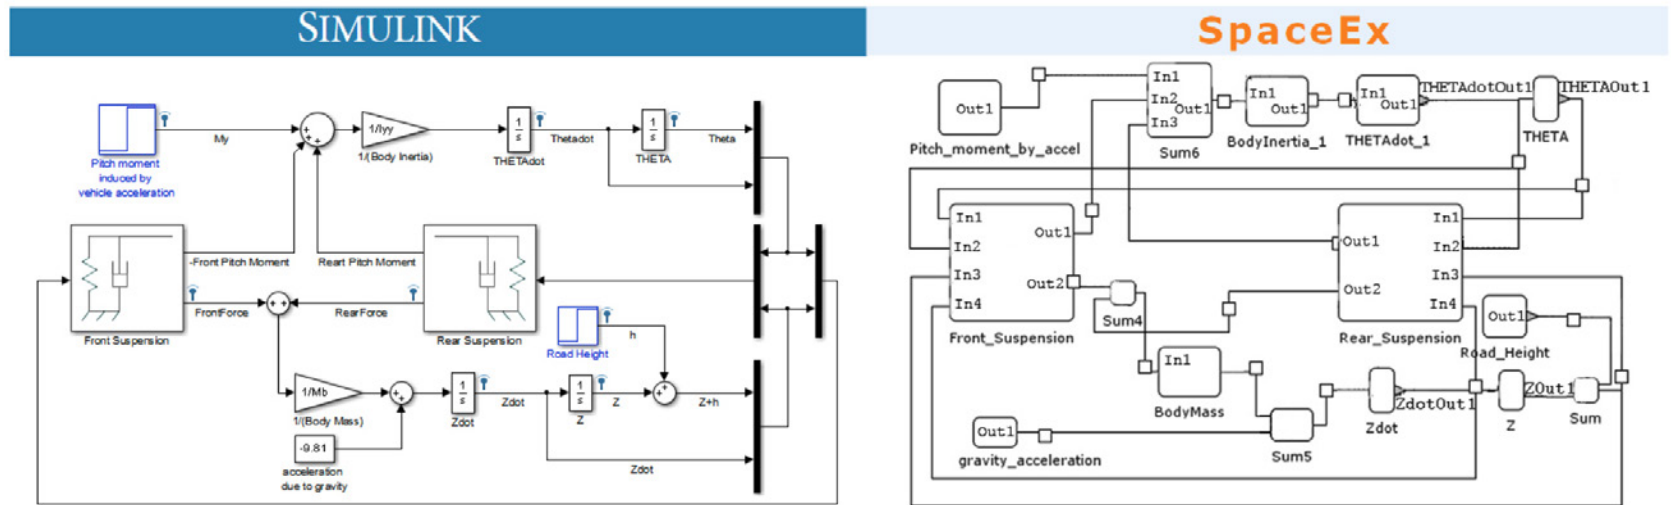 SIMULINK
My
Pitch moment
induced by
vehicle acceleration
1/Iyy
1/(Body Inertia)
1
s
THETAdot
Thetadot
1
s
THETA
Theta
-Front Pitch Moment
Reart Pitch Moment
FrontForce
RearForce
Front Suspension
Rear Suspension
Road Height
h
1/Mb
1/(Body Mass)
-9.81
acceleration
due to gravity
1
s
Zdot
Zdot
1
s
Z
Z
Z+h
Zdot
SpaceEx
Out1
Pitch_moment_by_accel
In1
In2
Out1
In3
Sum6
In1
Out1
BodyInertia_1
In1
Out1
THETAdot_1
THETAdotOut1
THETAOut1
THETA
In1
In2
In3
In4
Out1
Out2
Front_Suspension
Sum4
Out1
Out2
In1
In2
In3
In4
Rear_Suspension
Out1
Road_Height
In1
BodyMass
Out1
gravity_acceleration
Sum5
Zdot
ZdotOut1
Z
ZOut1
Sum